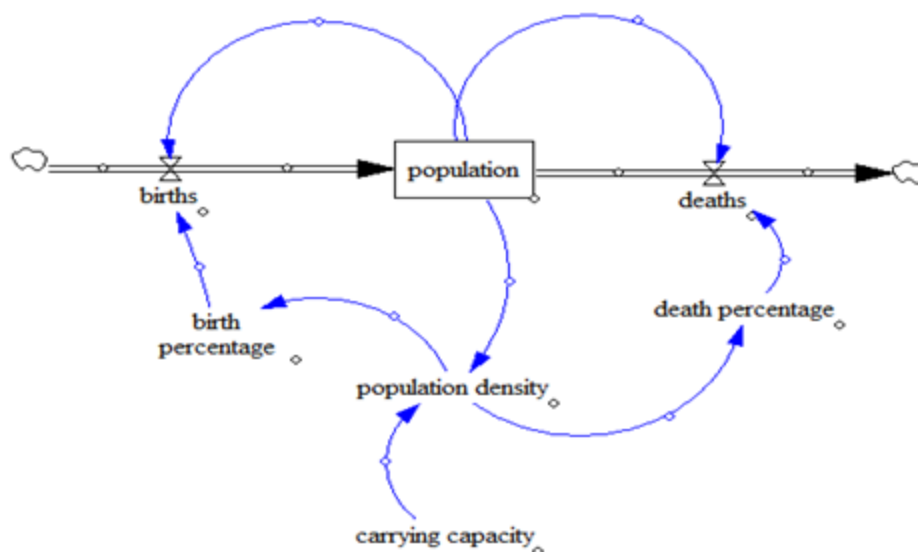 population
births
deaths
birth
percentage
death percentage
population density
carrying capacity